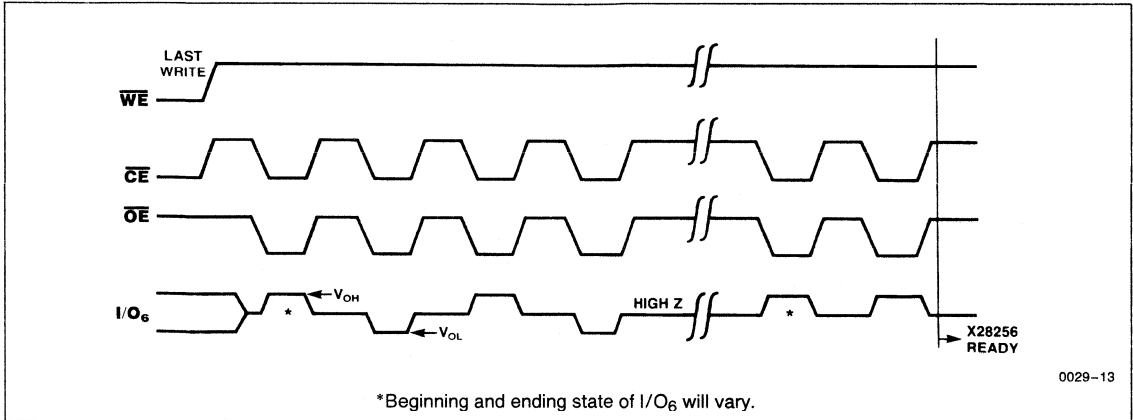 LAST
WRITE
WE
CE
OE
I/O6
VOH
*
VOL
HIGH Z
*
X28256
READY
0029-13
*Beginning and ending state of I/O6 will vary.